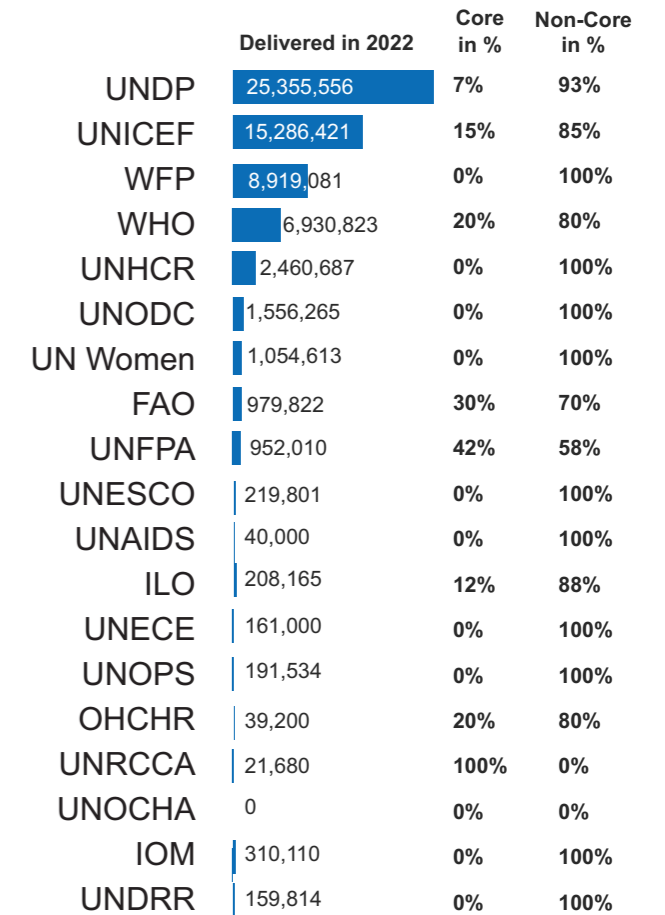 Delivered in 2022 Core in % Non-Core in %
UNDP 25,355,556 7% 93%
UNICEF 15,286,421 15% 85%
WFP 8,919,081 0% 100%
WHO 6,930,823 20% 80%
UNHCR 2,460,687 0% 100%
UNODC 1,556,265 0% 100%
UN Women 1,054,613 0% 100%
FAO 979,822 30% 70%
UNFPA 952,010 42% 58%
UNESCO 219,801 0% 100%
UNAIDS 40,000 0% 100%
ILO 208,165 12% 88%
UNECE 161,000 0% 100%
UNOPS 191,534 0% 100%
OHCHR 39,200 20% 80%
UNRCCA 21,680 100% 0%
UNOCHA 0 0% 0%
IOM 310,110 0% 100%
UNDRR 159,814 0% 100%